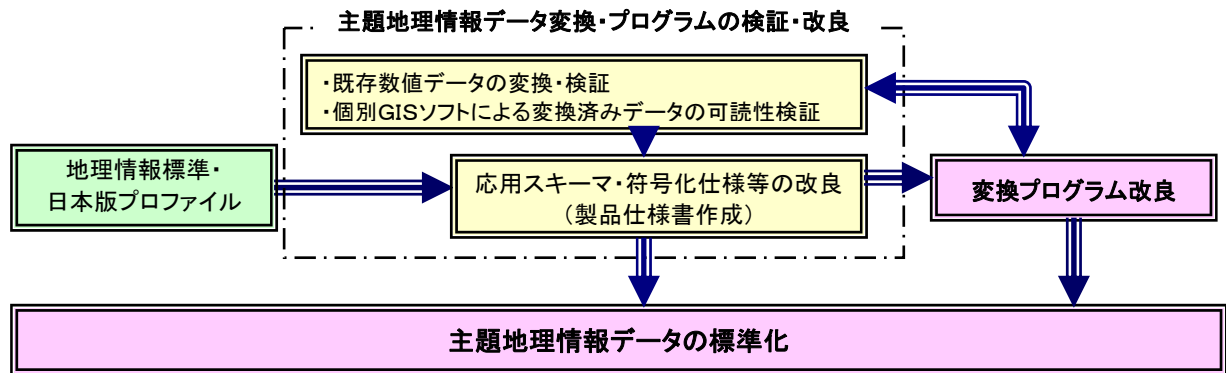 主題地理情報データ変換・プログラムの検証・改良
・既存数値データの変換・検証
・個別GISソフトによる変換済みデータの可読性検証
地理情報標準・
日本版プロファイル
応用スキーマ・符号化仕様等の改良
（製品仕様書作成）
変換プログラム改良
主題地理情報データの標準化